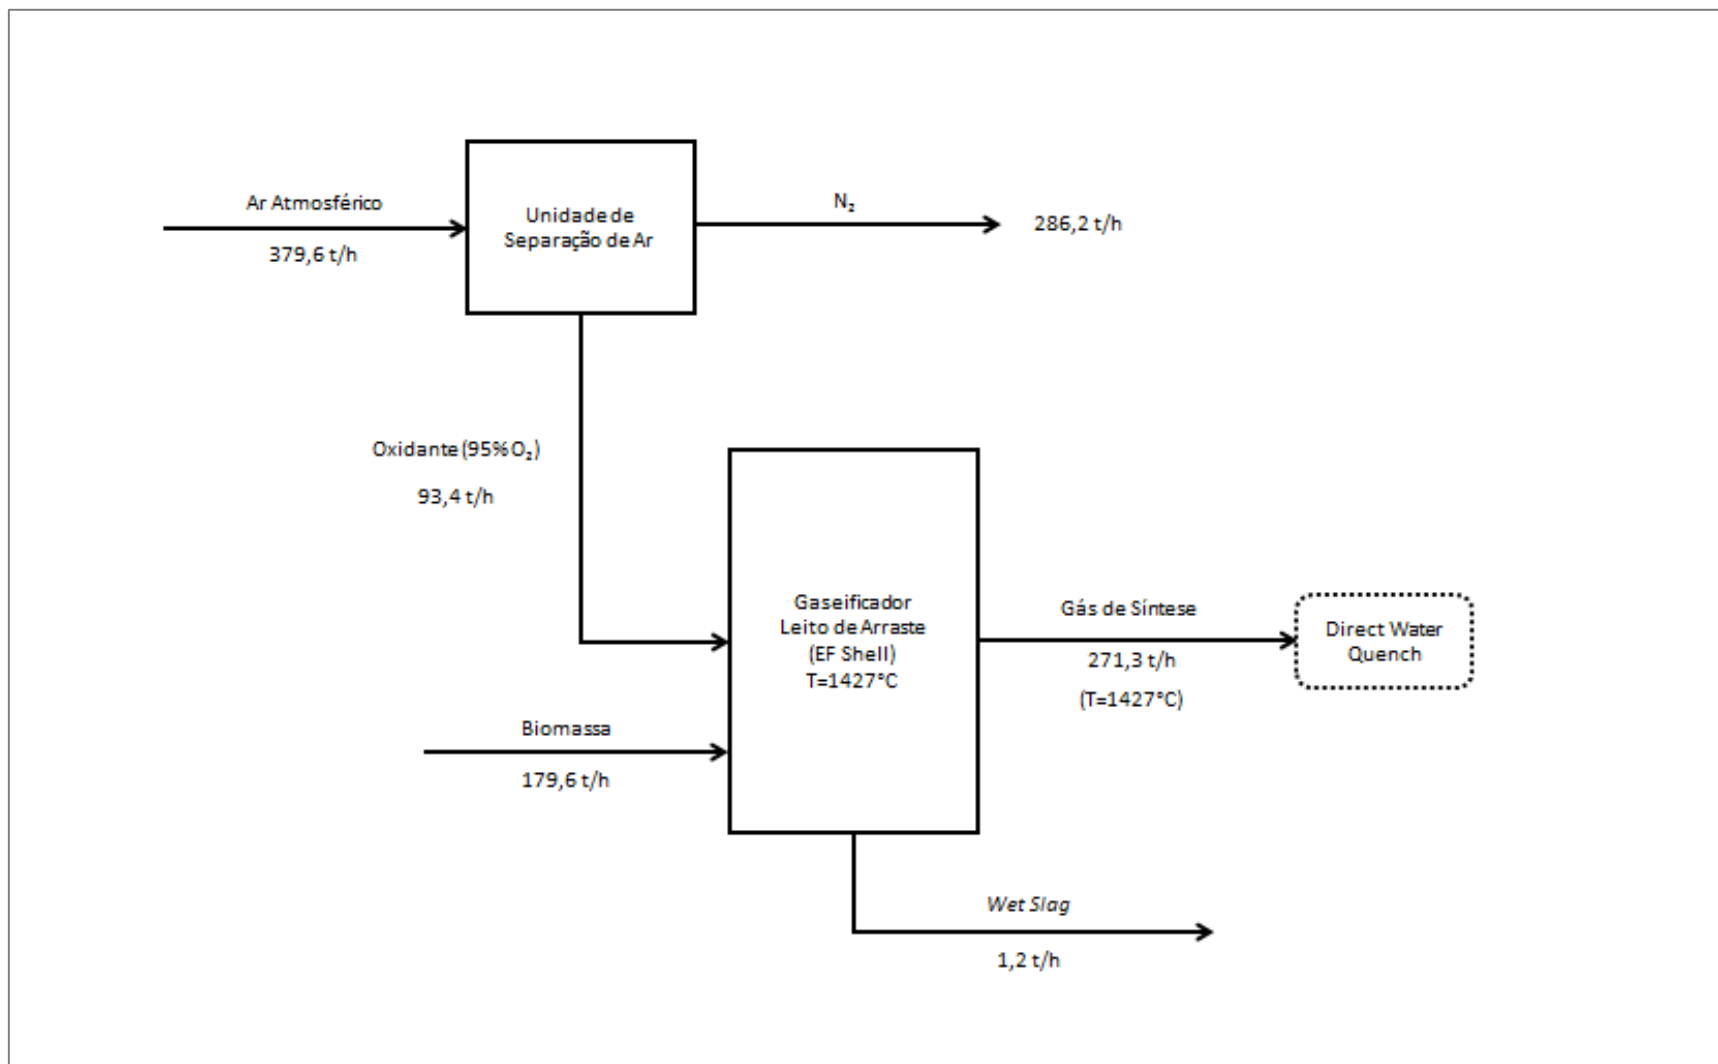 Ar Atmosférico
379,6 t/h
Unidade de
Separação de Ar
N₂
286,2 t/h
Oxidante (95% O₂)
93,4 t/h
Gaseificador
Leito de Arraste
(EF Shell)
T=1427°C
Gás de Síntese
271,3 t/h
(T=1427°C)
Direct Water
Quench
Biomassa
179,6 t/h
Wet Slag
1,2 t/h